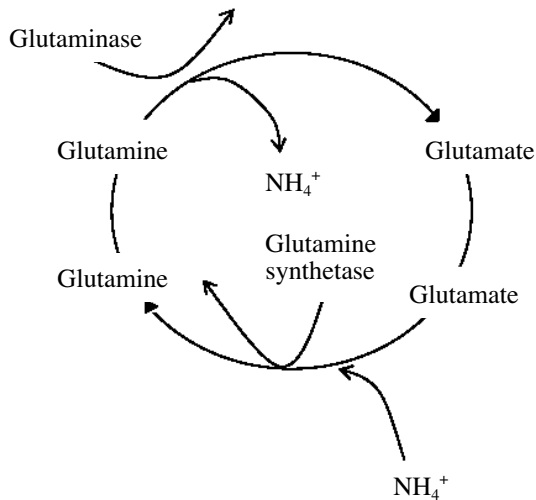 Glutaminase
Glutamine
Glutamate
NH₄⁺
Glutamine
synthetase
Glutamine
Glutamate
NH₄⁺